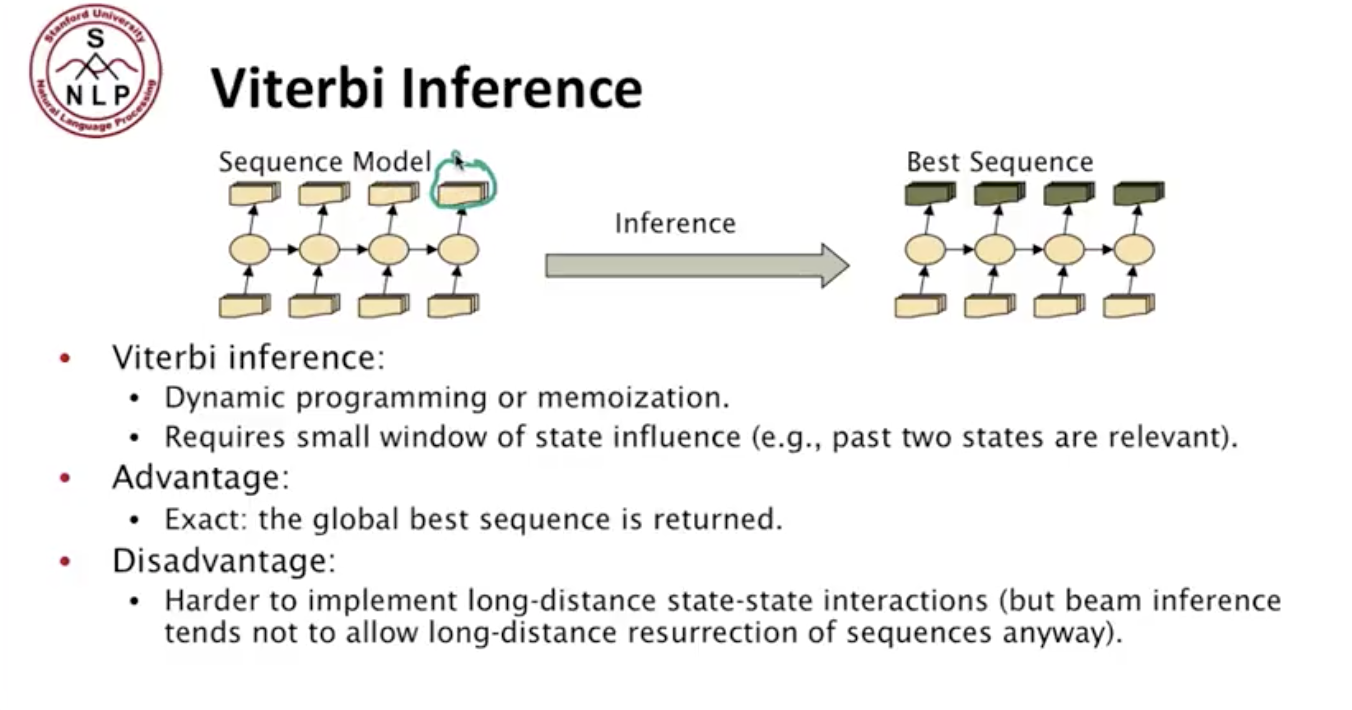 Stanford University
S
NLP
Natural Language Processing
Viterbi Inference
Sequence Model
Inference
Best Sequence
• Viterbi inference:
• Dynamic programming or memoization.
• Requires small window of state influence (e.g., past two states are relevant).
• Advantage:
• Exact: the global best sequence is returned.
• Disadvantage:
• Harder to implement long-distance state-state interactions (but beam inference
tends not to allow long-distance resurrection of sequences anyway).